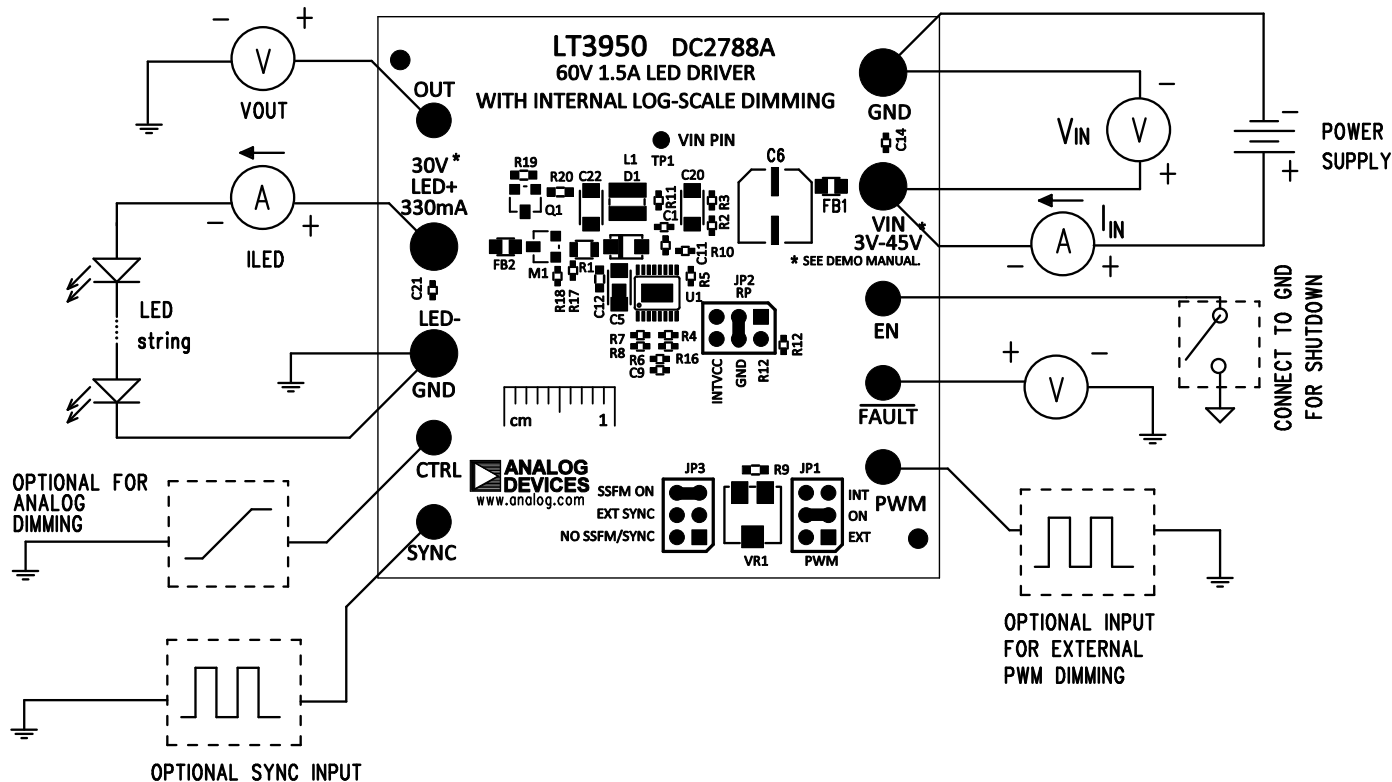 LT3950 DC2788A
60V 1.5A LED DRIVER
WITH INTERNAL LOG-SCALE DIMMING
- +
V
VOUT
OUT
30V *
LED+
330mA
A
- +
ILED
LED
string
LED-
GND
C21
CTRL
SYNC
OPTIONAL FOR
ANALOG
DIMMING
OPTIONAL SYNC INPUT
VIN PIN
TP1
R19
R20
C22
L1
D1
R11
C20
R3
R2
C1
C6
FB1
Q1
FB2
M1
R1
R18
R17
C12
C5
U1
C11
R10
R5
JP2
RP
INTVCC
GND
R12
R12
R7
R8
R4
R6
R16
C9
cm 1
ANALOG
DEVICES
www.analog.com
JP3
SSFM ON
EXT SYNC
NO SSFM/SYNC
R9
VR1
JP1
INT
ON
EXT
PWM
GND
C14
VIN *
3V-45V
* SEE DEMO MANUAL.
EN
FAULT
PWM
-
VIN
V
+
-
POWER
SUPPLY
+
IIN
A
- +
CONNECT TO GND
FOR SHUTDOWN
+ -
V
OPTIONAL INPUT
FOR EXTERNAL
PWM DIMMING